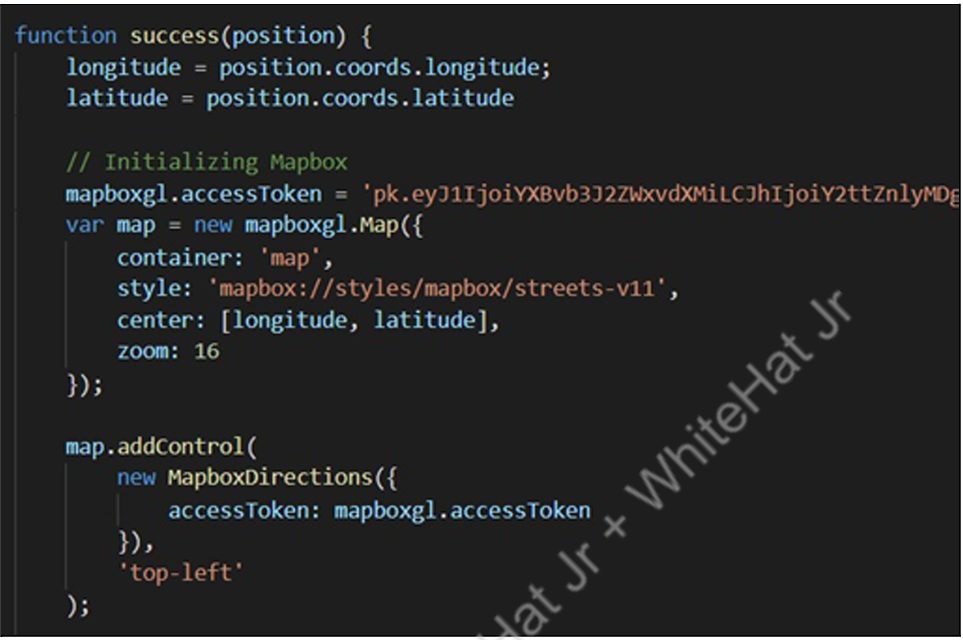 function success(position) {
    longitude = position.coords.longitude;
    latitude = position.coords.latitude

    // Initializing Mapbox
    mapboxgl.accessToken = 'pk.eyJ1IjoiYXBvb3J2ZWxvdXMiLCJhIjoiY2ttZnlyMDg
    var map = new mapboxgl.Map({
        container: 'map',
        style: 'mapbox://styles/mapbox/streets-v11',
        center: [longitude, latitude],
        zoom: 16
    });

    map.addControl(
        new MapboxDirections({
            accessToken: mapboxgl.accessToken
        }),
        'top-left'
    );
Hat Jr + WhiteHat Jr